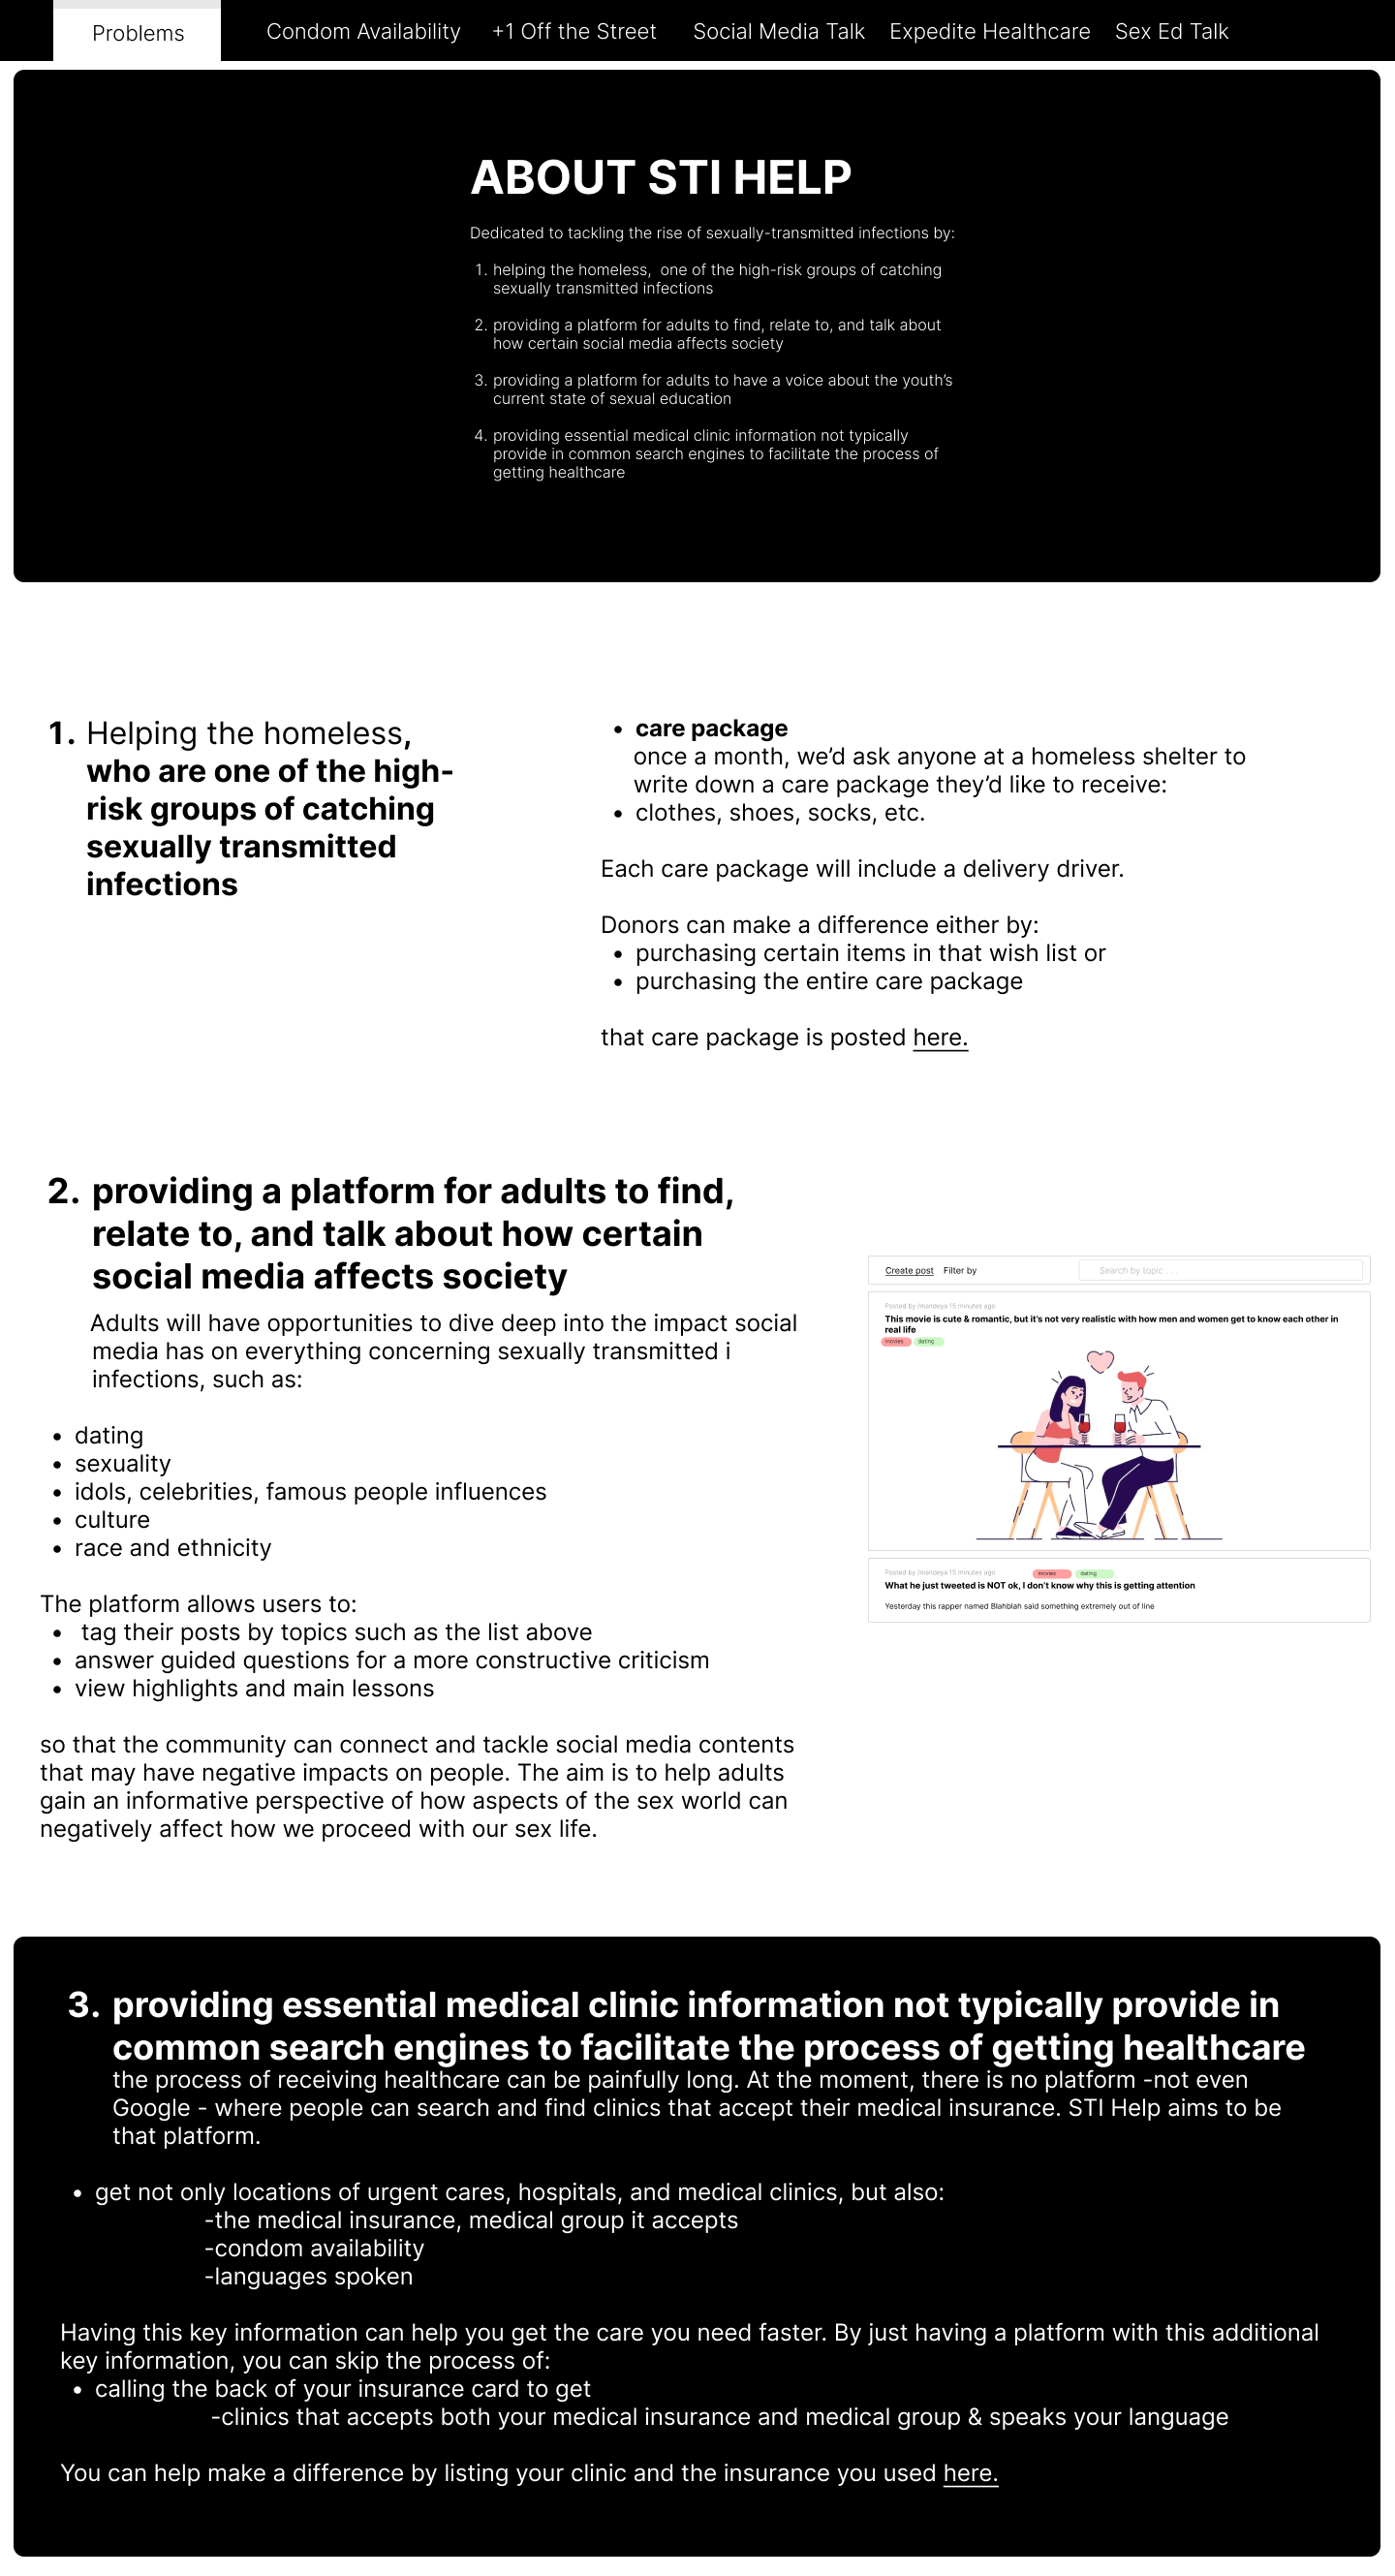 Problems
Condom Availability
+1 Off the Street
Social Media Talk
Expedite Healthcare
Sex Ed Talk
ABOUT STI HELP
Dedicated to tackling the rise of sexually-transmitted infections by:
1. helping the homeless,  one of the high-risk groups of catching
sexually transmitted infections
2. providing a platform for adults to find, relate to, and talk about
how certain social media affects society
3. providing a platform for adults to have a voice about the youth’s
current state of sexual education
4. providing essential medical clinic information not typically
provide in common search engines to facilitate the process of
getting healthcare
1. Helping the homeless,
who are one of the high-
risk groups of catching
sexually transmitted
infections
• care package
once a month, we’d ask anyone at a homeless shelter to
write down a care package they’d like to receive:
• clothes, shoes, socks, etc.
Each care package will include a delivery driver.
Donors can make a difference either by:
• purchasing certain items in that wish list or
• purchasing the entire care package
that care package is posted here.
2. providing a platform for adults to find,
relate to, and talk about how certain
social media affects society
Adults will have opportunities to dive deep into the impact social
media has on everything concerning sexually transmitted i
infections, such as:
• dating
• sexuality
• idols, celebrities, famous people influences
• culture
• race and ethnicity
The platform allows users to:
• tag their posts by topics such as the list above
• answer guided questions for a more constructive criticism
• view highlights and main lessons
so that the community can connect and tackle social media contents
that may have negative impacts on people. The aim is to help adults
gain an informative perspective of how aspects of the sex world can
negatively affect how we proceed with our sex life.
Create post
Filter by
Search by topic . . .
Posted by /mandeya 15 minutes ago
This movie is cute & romantic, but it’s not very realistic with how men and women get to know each other in
real life
movies
dating
Posted by /mandeya 15 minutes ago
movies
dating
What he just tweeted is NOT ok, I don’t know why this is getting attention
Yesterday this rapper named Blahblah said something extremely out of line
3. providing essential medical clinic information not typically provide in
common search engines to facilitate the process of getting healthcare
the process of receiving healthcare can be painfully long. At the moment, there is no platform -not even
Google - where people can search and find clinics that accept their medical insurance. STI Help aims to be
that platform.
• get not only locations of urgent cares, hospitals, and medical clinics, but also:
-the medical insurance, medical group it accepts
-condom availability
-languages spoken
Having this key information can help you get the care you need faster. By just having a platform with this additional
key information, you can skip the process of:
• calling the back of your insurance card to get
-clinics that accepts both your medical insurance and medical group & speaks your language
You can help make a difference by listing your clinic and the insurance you used here.